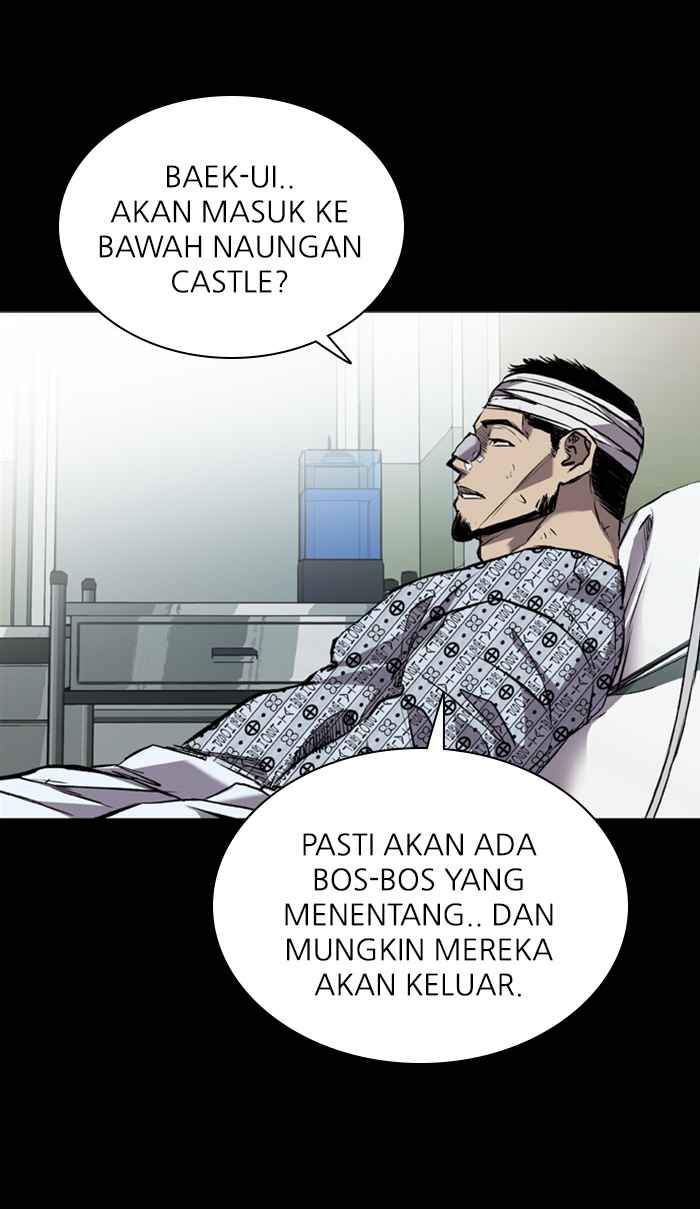 BAEK-UI..
AKAN MASUK KE
BAWAH NAUNGAN
CASTLE?
PASTI AKAN ADA
BOS-BOS YANG
MENENTANG.. DAN
MUNGKIN MEREKA
AKAN KELUAR.